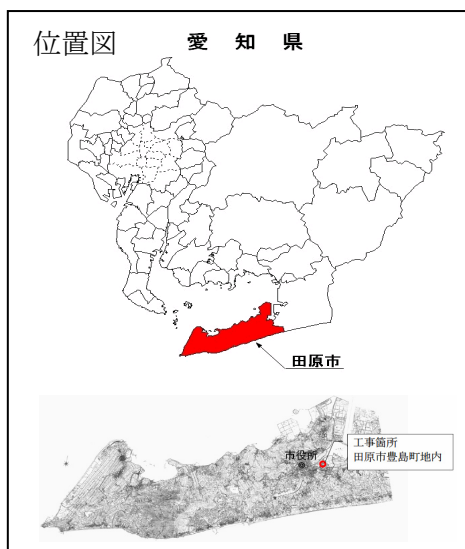 位置図
愛 知 県
田原市
市役所
工事箇所
田原市豊島町地内